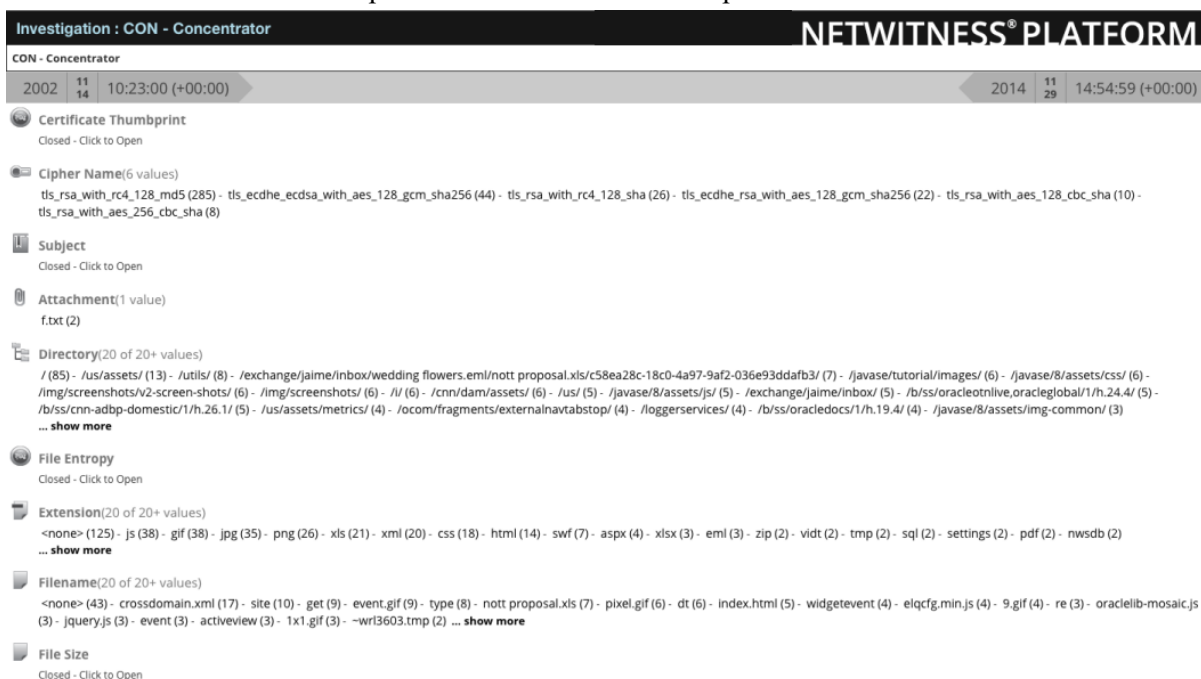 Investigation : CON - Concentrator
NETWITNESS® PLATFORM
CON - Concentrator
2002 11 14 10:23:00 (+00:00)
2014 11 29 14:54:59 (+00:00)
Certificate Thumbprint
Closed - Click to Open
Cipher Name(6 values)
tls_rsa_with_rc4_128_md5 (285) - tls_ecdhe_ecdsa_with_aes_128_gcm_sha256 (44) - tls_rsa_with_rc4_128_sha (26) - tls_ecdhe_rsa_with_aes_128_gcm_sha256 (22) - tls_rsa_with_aes_128_cbc_sha (10) -
tls_rsa_with_aes_256_cbc_sha (8)
Subject
Closed - Click to Open
Attachment(1 value)
f.txt (2)
Directory(20 of 20+ values)
/ (85) - /us/assets/ (13) - /utils/ (8) - /exchange/jaime/inbox/wedding flowers.eml/nott proposal.xls/c58ea28c-18c0-4a97-9af2-036e93ddafb3/ (7) - /javase/tutorial/images/ (6) - /javase/8/assets/css/ (6) -
/img/screenshots/v2-screen-shots/ (6) - /img/screenshots/ (6) - /i/ (6) - /cnn/dam/assets/ (6) - /us/ (5) - /javase/8/assets/js/ (5) - /exchange/jaime/inbox/ (5) - /b/ss/oracleotnlive,oracleglobal/1/h.24.4/ (5) -
/b/ss/cnn-adbp-domestic/1/h.26.1/ (5) - /us/assets/metrics/ (4) - /ocom/fragments/externalnavtabstop/ (4) - /loggerservices/ (4) - /b/ss/oracledocs/1/h.19.4/ (4) - /javase/8/assets/img-common/ (3)
... show more
File Entropy
Closed - Click to Open
Extension(20 of 20+ values)
<none> (125) - js (38) - gif (38) - jpg (35) - png (26) - xls (21) - xml (20) - css (18) - html (14) - swf (7) - aspx (4) - xlsx (3) - eml (3) - zip (2) - vidt (2) - tmp (2) - sql (2) - settings (2) - pdf (2) - nwsdb (2)
... show more
Filename(20 of 20+ values)
<none> (43) - crossdomain.xml (17) - site (10) - get (9) - event.gif (9) - type (8) - nott proposal.xls (7) - pixel.gif (6) - dt (6) - index.html (5) - widgetevent (4) - elqcfg.min.js (4) - 9.gif (4) - re (3) - oraclelib-mosaic.js
(3) - jquery.js (3) - event (3) - activeview (3) - 1x1.gif (3) - ~wrl3603.tmp (2) ... show more
File Size
Closed - Click to Open